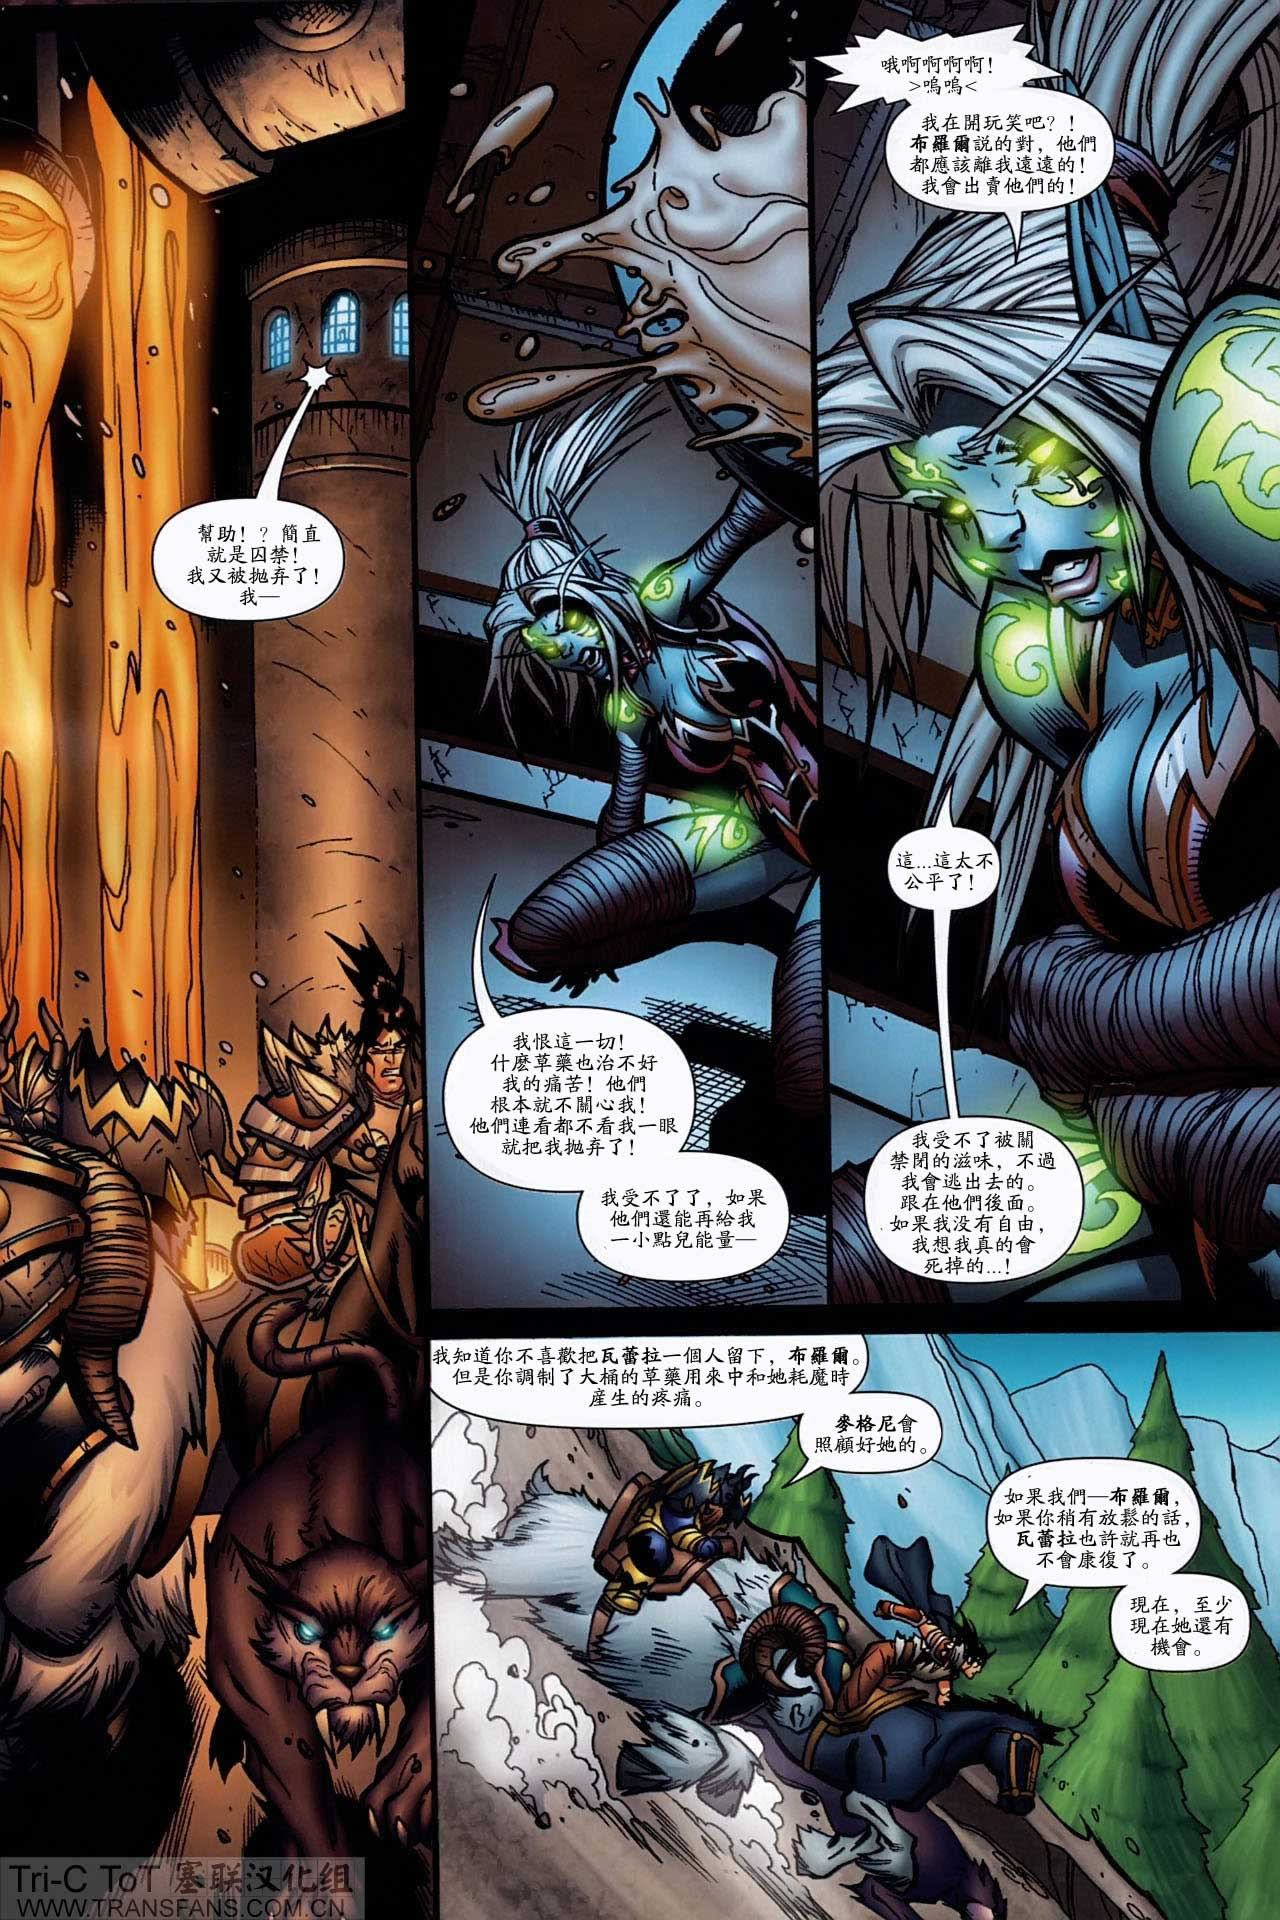 幫助！？簡直
就是囚禁！
我又被拋弃了！
我—
我恨這一切！
什麽草藥也治不好
我的痛苦！他們
根本就不關心我！
他們連看都不看我一眼
就把我拋弃了！
我受不了了，如果
他們還能再給我
一小點兒能量—
哦啊啊啊啊！
>嗚嗚<
我在開玩笑吧？！
布羅爾説的對，他們
都應該離我遠遠的！
我會出賣他們的！
這...這太不
公平了！
我受不了被關
禁閉的滋味，不過
我會逃出去的。
跟在他們後面。
如果我没有自由，
我想我真的會
死掉的...！
我知道你不喜歡把瓦蕾拉一個人留下，布羅爾。
但是你調制了大桶的草藥用來中和她耗魔時
産生的疼痛。
麥格尼會
照顧好她的。
如果我們—布羅爾，
如果你稍有放鬆的話，
瓦蕾拉也許就再也
不會康復了。
現在，至少
現在她還有
機會。
Tri-C ToT 塞联汉化组
WWW.TRANSFANS.COM.CN